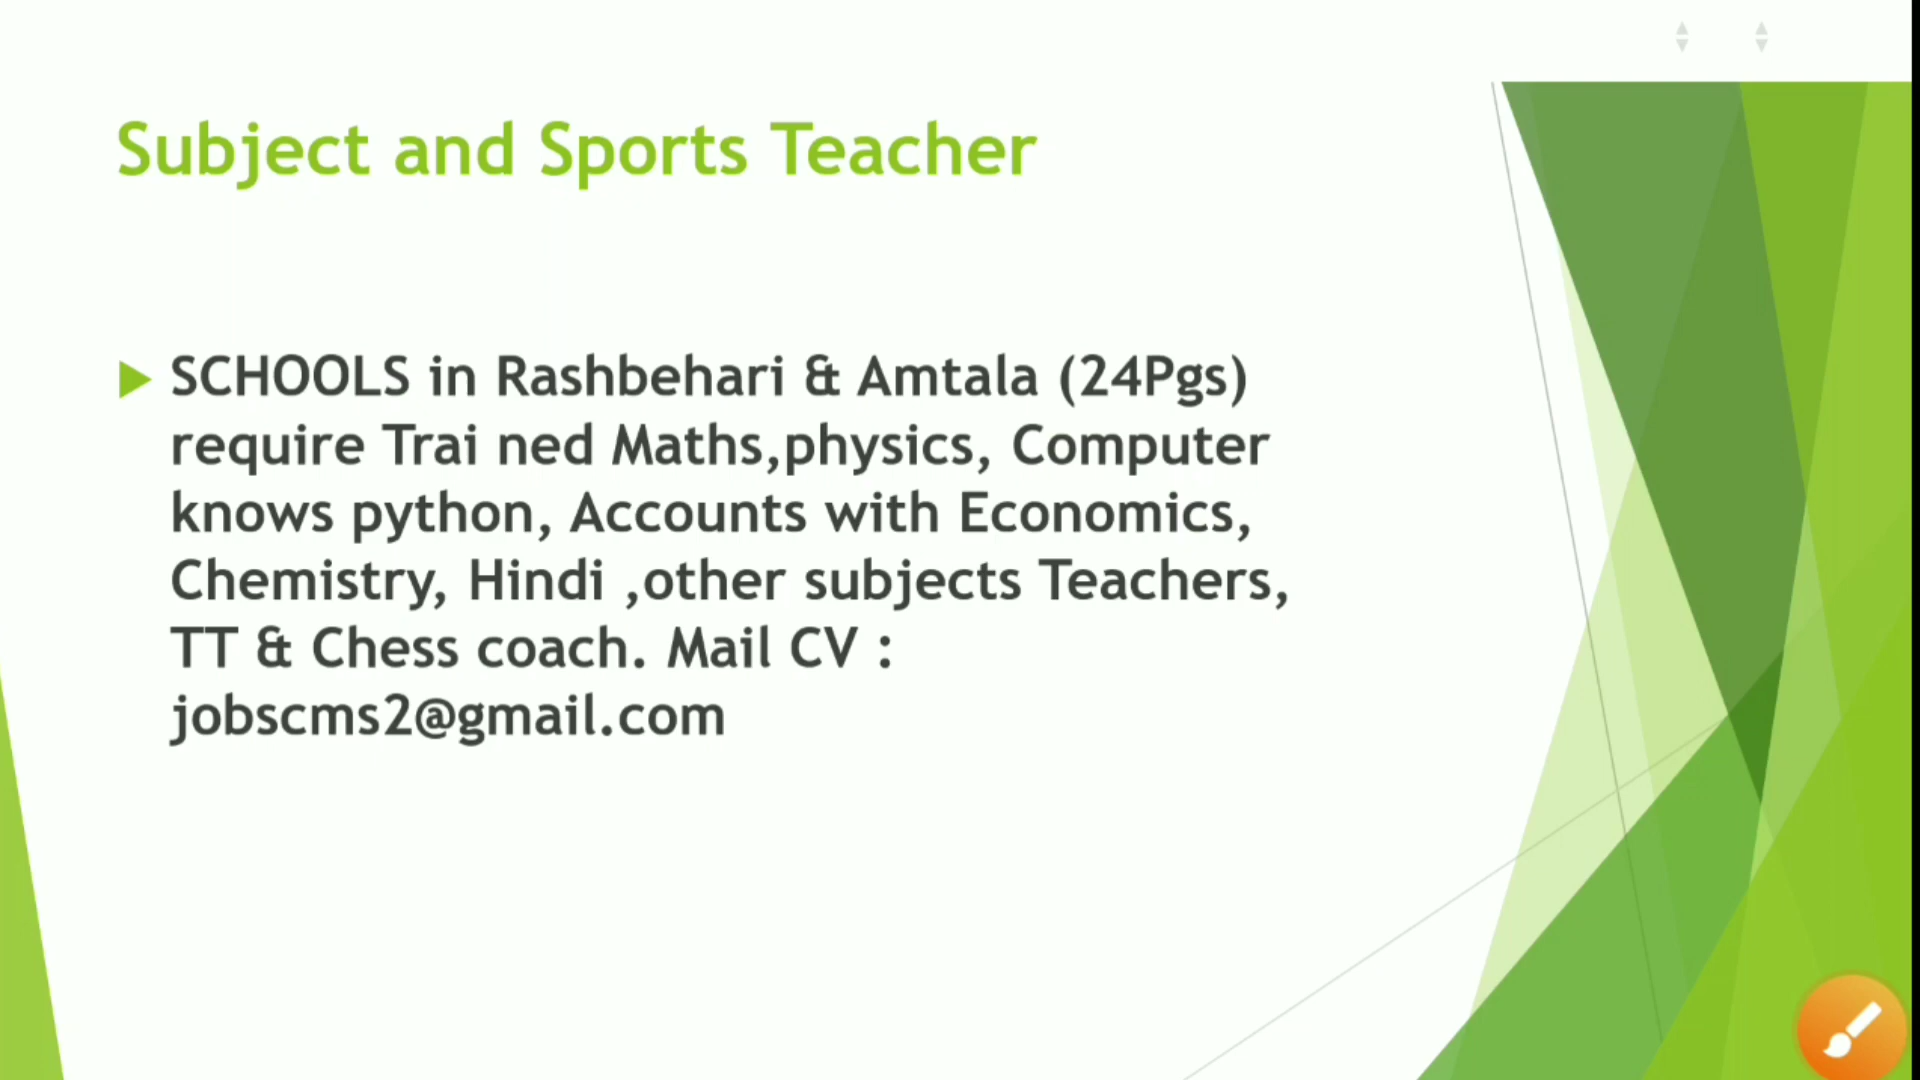 Subject and Sports Teacher
SCHOOLS in Rashbehari & Amtala (24Pgs)
require Trai ned Maths,physics, Computer
knows python, Accounts with Economics,
Chemistry, Hindi ,other subjects Teachers,
TT & Chess coach. Mail CV :
jobscms2@gmail.com